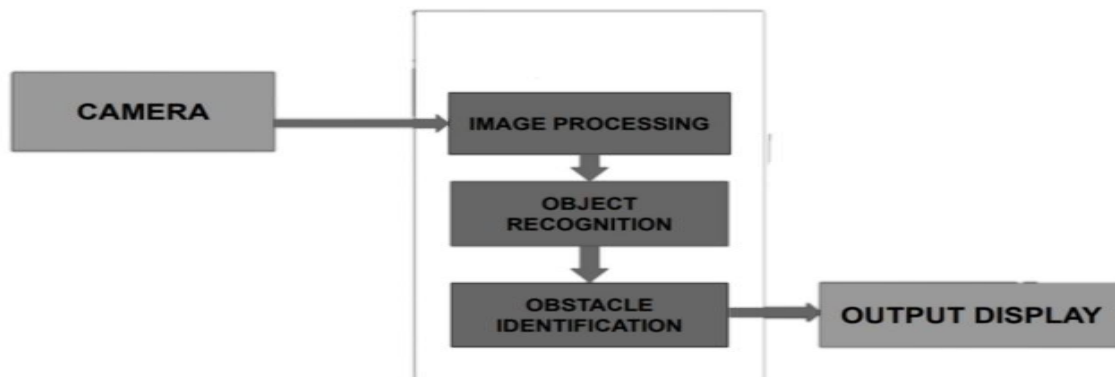 CAMERA
IMAGE PROCESSING
OBJECT
RECOGNITION
OBSTACLE
IDENTIFICATION
OUTPUT DISPLAY